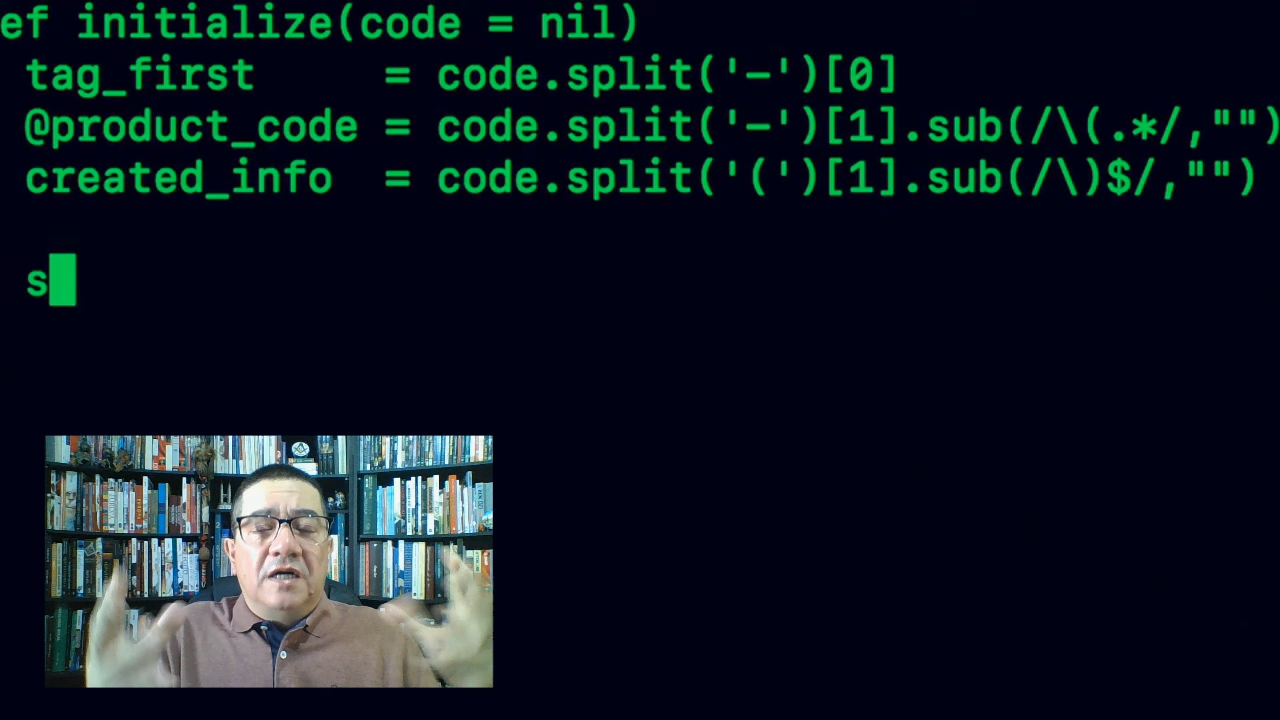 ef initialize(code = nil)
tag_first = code.split('-')[0]
@product_code = code.split('-')[1].sub(/\(.*/,"")
created_info = code.split('(')[1].sub(/\)$/,"")
s